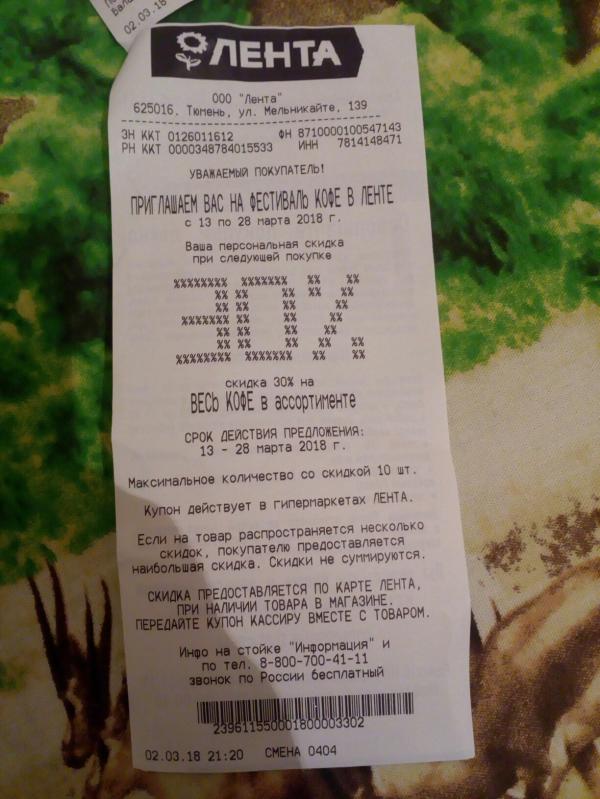 02.03.18
ЛЕНТА
ООО "Лента"
625016, Тюмень, ул. Мельникайте, 139
ЗН ККТ 0126011612 ФН 8710000100547143
РН ККТ 0000348784015533 ИНН 7814148471
УВАЖАЕМЫЙ ПОКУПАТЕЛЬ!
ПРИГЛАШАЕМ ВАС НА ФЕСТИВАЛЬ КОФЕ В ЛЕНТЕ
с 13 по 28 марта 2018 г.
Ваша персональная скидка
при следующей покупке
30%
скидка 30% на
ВЕСЬ КОФЕ в ассортименте
СРОК ДЕЙСТВИЯ ПРЕДЛОЖЕНИЯ:
13 - 28 марта 2018 г.
Максимальное количество со скидкой 10 шт.
Купон действует в гипермаркетах ЛЕНТА.
Если на товар распространяется несколько
скидок, покупателю предоставляется
наибольшая скидка. Скидки не суммируются.
СКИДКА ПРЕДОСТАВЛЯЕТСЯ ПО КАРТЕ ЛЕНТА,
ПРИ НАЛИЧИИ ТОВАРА В МАГАЗИНЕ.
ПЕРЕДАЙТЕ КУПОН КАССИРУ ВМЕСТЕ С ТОВАРОМ.
Инфо на стойке "Информация" и
по тел. 8-800-700-41-11
звонок по России бесплатный
239611550001800003302
02.03.18 21:20 СМЕНА 0404